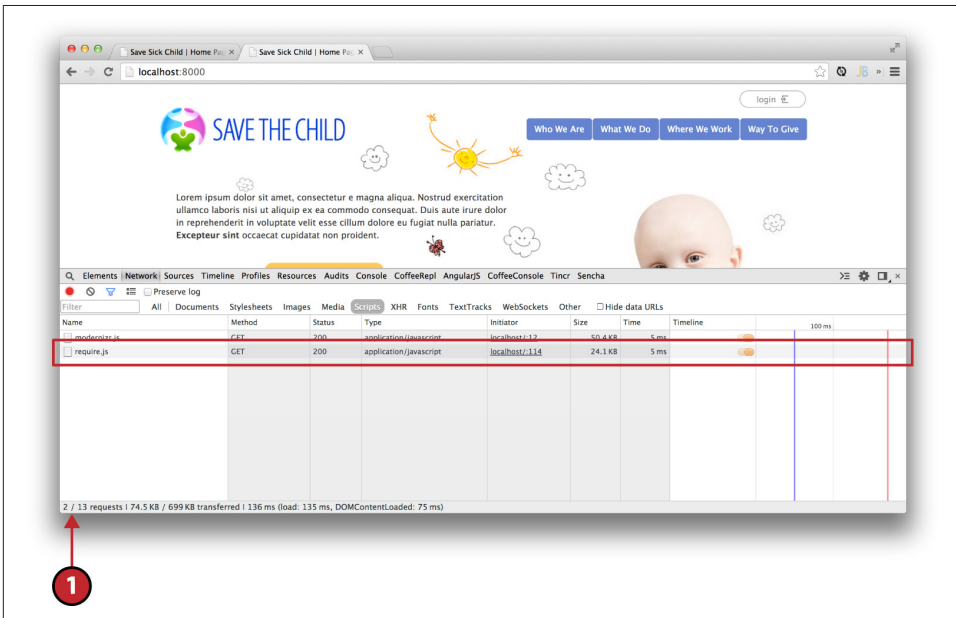 Save Sick Child | Home Pag
Save Sick Child | Home Pag
localhost:8000
JB
login
SAVE THE CHILD
Who We Are
What We Do
Where We Work
Way To Give
Lorem ipsum dolor sit amet, consectetur e magna aliqua. Nostrud exercitation
ullamco laboris nisi ut aliquip ex ea commodo consequat. Duis aute irure dolor
in reprehenderit in voluptate velit esse cillum dolore eu fugiat nulla pariatur.
Excepteur sint occaecat cupidatat non proident.
Elements Network Sources Timeline Profiles Resources Audits Console CoffeeRepl AngularJS CoffeeConsole Tincr Sencha
Preserve log
Filter All Documents Stylesheets Images Media Scripts XHR Fonts TextTracks WebSockets Other Hide data URLs
Name Method Status Type Initiator Size Time Timeline 100 ms
modernizr.js GET 200 application/javascript localhost/:12 50.4 KB 5 ms
require.js GET 200 application/javascript localhost/:114 24.1 KB 5 ms
2 / 13 requests | 74.5 KB / 699 KB transferred | 136 ms (load: 135 ms, DOMContentLoaded: 75 ms)
1